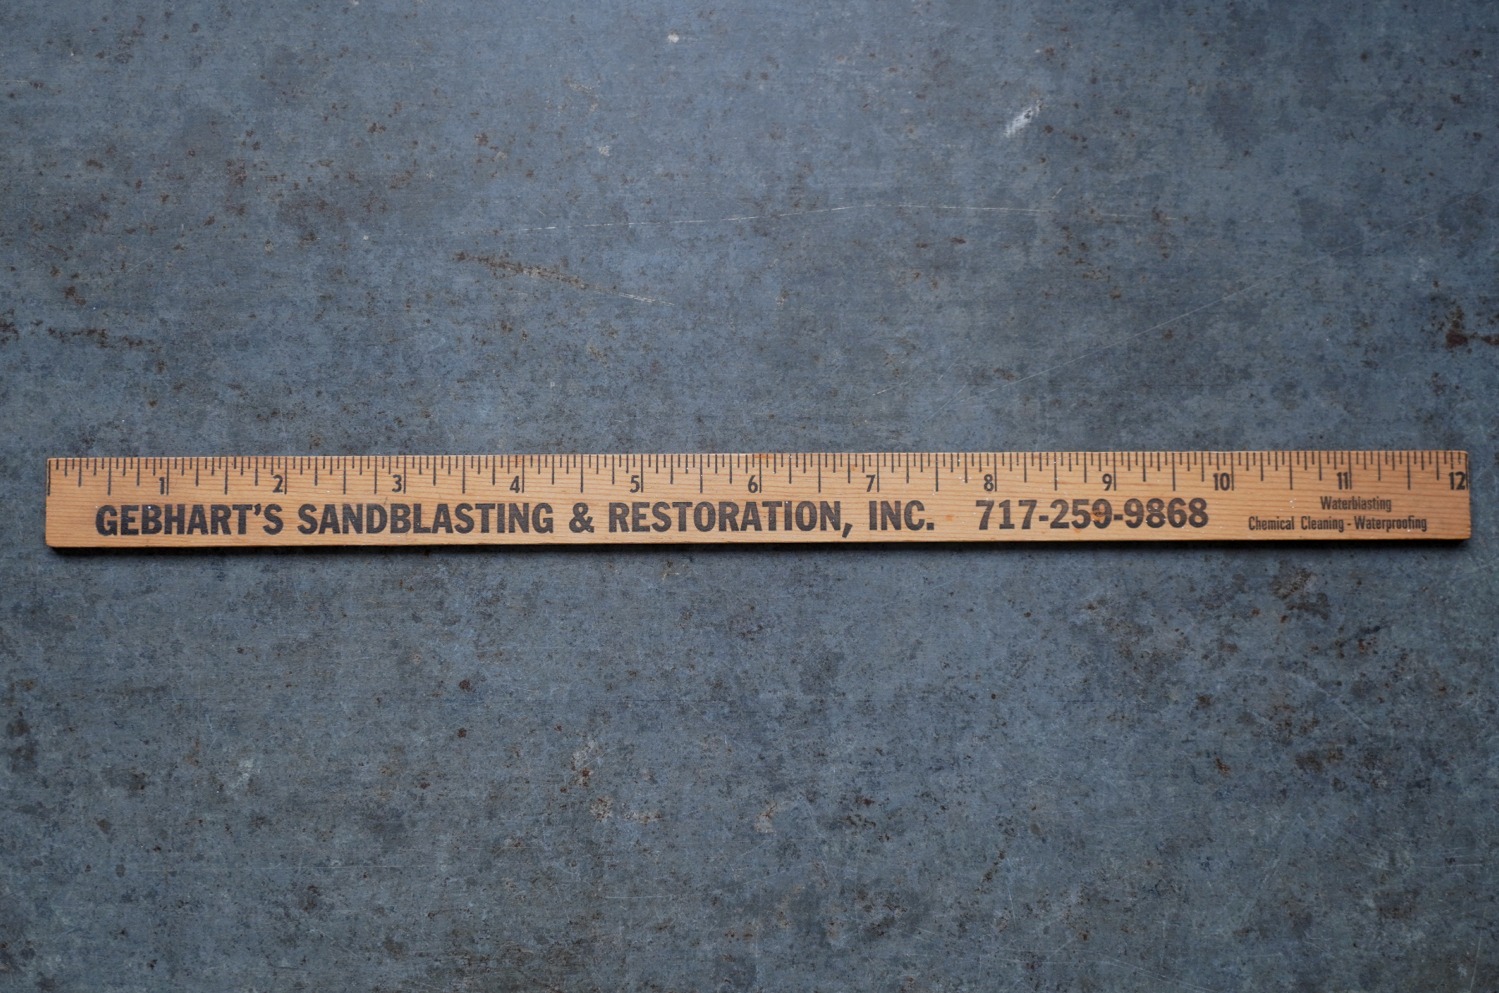 1 2 3 4 5 6 7 8 9 10 11 12
GEBHART'S SANDBLASTING & RESTORATION, INC. 717-259-9868
Waterblasting
Chemical Cleaning - Waterproofing